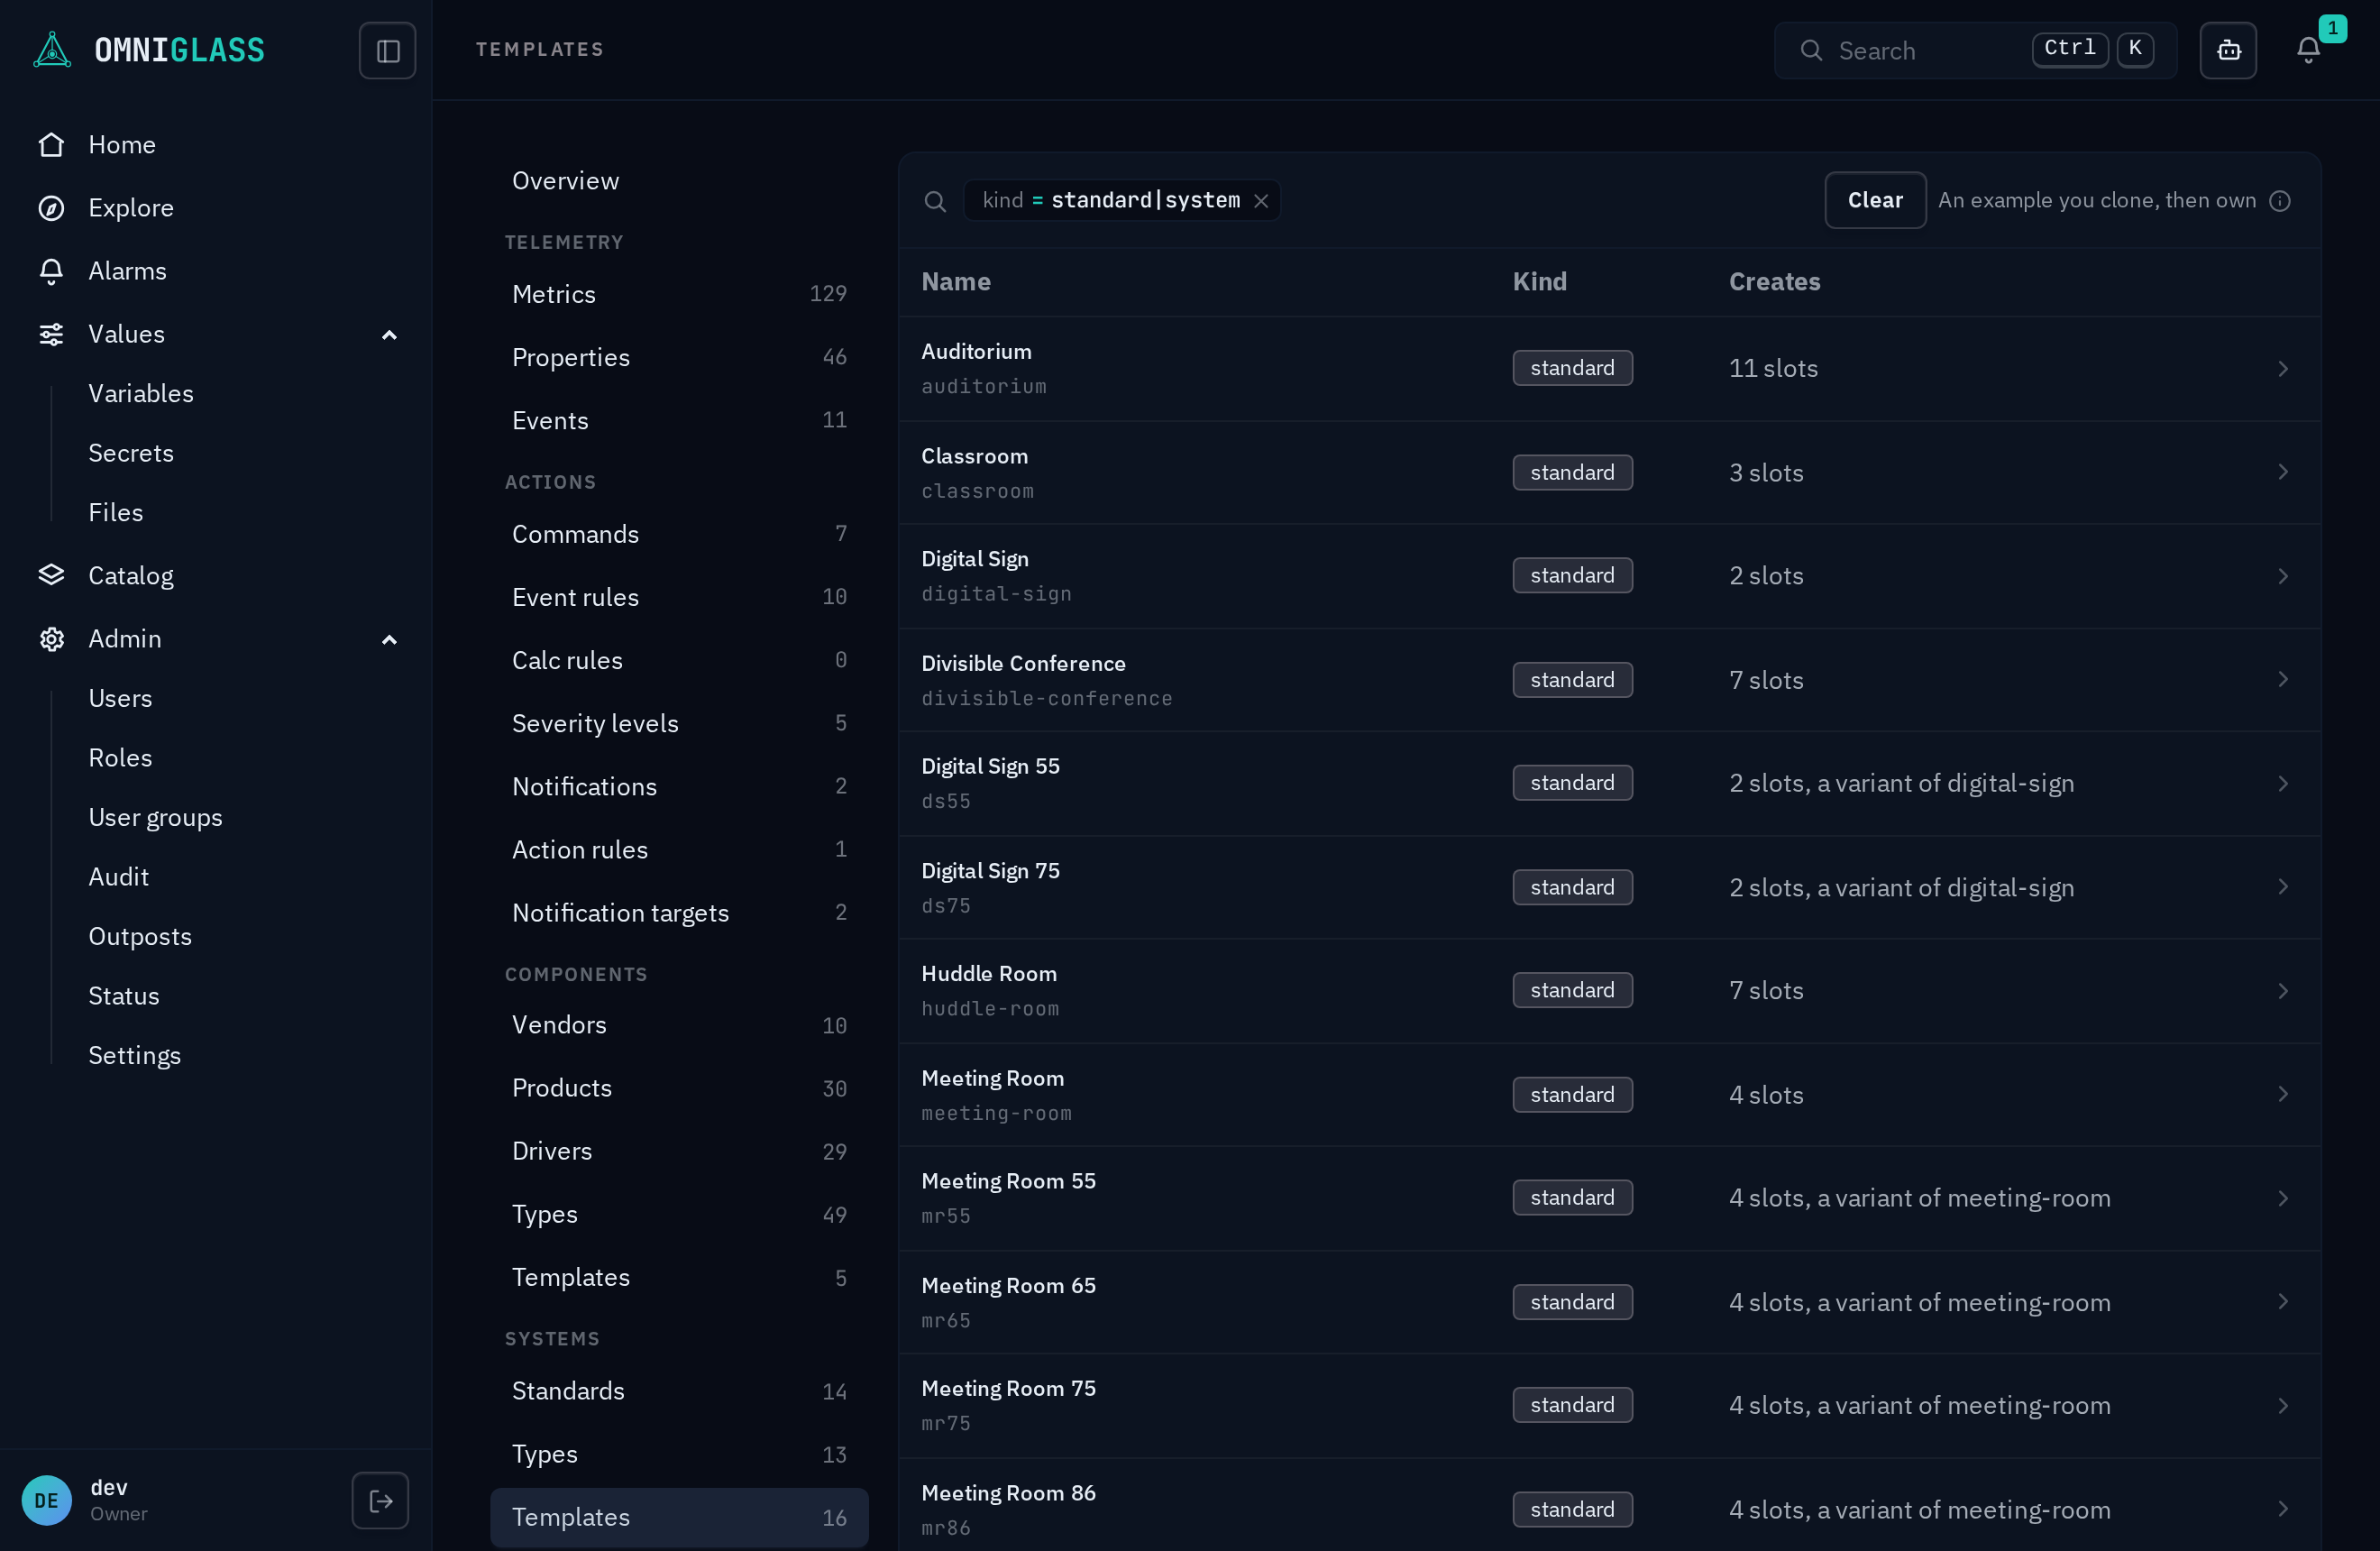 OMNIGLASS
Home
Explore
Alarms
Values
Variables
Secrets
Files
Catalog
Admin
Users
Roles
User groups
Audit
Outposts
Status
Settings
DE
dev
Owner
TEMPLATES
Search
Ctrl K
1
Overview
TELEMETRY
Metrics 129
Properties 46
Events 11
ACTIONS
Commands 7
Event rules 10
Calc rules 0
Severity levels 5
Notifications 2
Action rules 1
Notification targets 2
COMPONENTS
Vendors 10
Products 30
Drivers 29
Types 49
Templates 5
SYSTEMS
Standards 14
Types 13
Templates 16
kind = standard|system
Clear
An example you clone, then own
Name Kind Creates
Auditorium
auditorium
standard
11 slots
Classroom
classroom
standard
3 slots
Digital Sign
digital-sign
standard
2 slots
Divisible Conference
divisible-conference
standard
7 slots
Digital Sign 55
ds55
standard
2 slots, a variant of digital-sign
Digital Sign 75
ds75
standard
2 slots, a variant of digital-sign
Huddle Room
huddle-room
standard
7 slots
Meeting Room
meeting-room
standard
4 slots
Meeting Room 55
mr55
standard
4 slots, a variant of meeting-room
Meeting Room 65
mr65
standard
4 slots, a variant of meeting-room
Meeting Room 75
mr75
standard
4 slots, a variant of meeting-room
Meeting Room 86
mr86
standard
4 slots, a variant of meeting-room